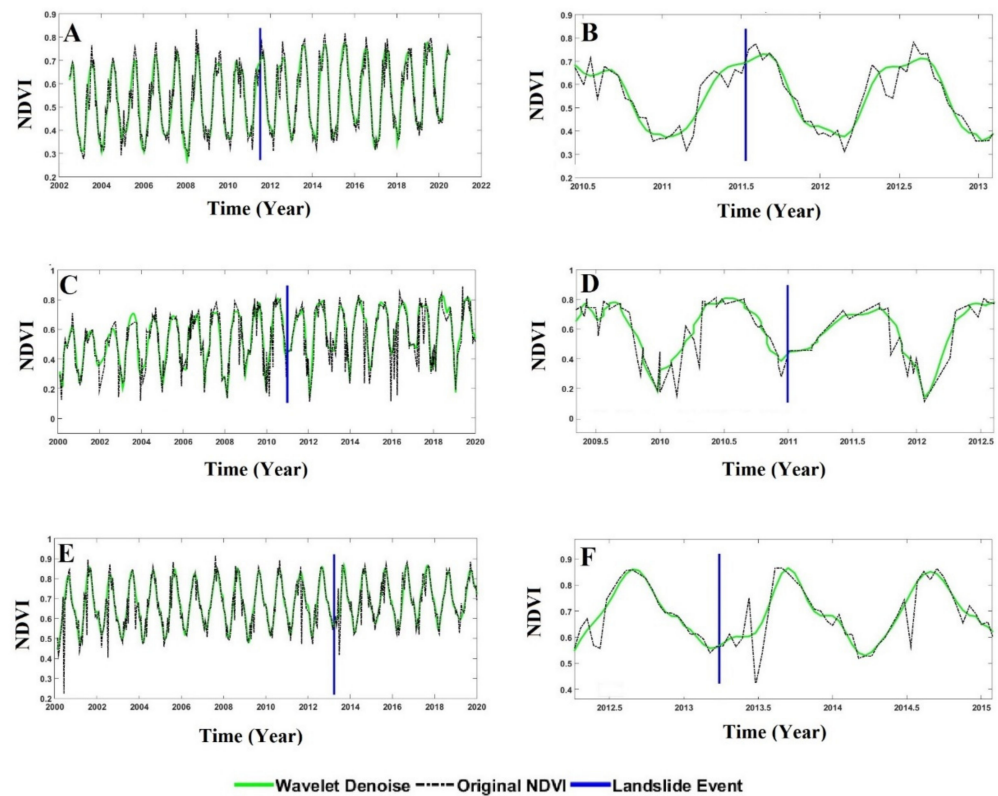 A
NDVI
0.9
0.8
0.7
0.6
0.5
0.4
0.3
0.2
2002 2004 2006 2008 2010 2012 2014 2016 2018 2020 2022
Time (Year)
B
NDVI
0.9
0.8
0.7
0.6
0.5
0.4
0.3
0.2
2010.5 2011 2011.5 2012 2012.5 2013
Time (Year)
C
NDVI
1
0.8
0.6
0.4
0.2
0
2000 2002 2004 2006 2008 2010 2012 2014 2016 2018 2020
Time (Year)
D
NDVI
1
0.8
0.6
0.4
0.2
0
2009.5 2010 2010.5 2011 2011.5 2012 2012.5
Time (Year)
E
NDVI
1
0.9
0.8
0.7
0.6
0.5
0.4
0.3
0.2
2000 2002 2004 2006 2008 2010 2012 2014 2016 2018 2020
Time (Year)
F
NDVI
0.9
0.8
0.7
0.6
0.5
0.4
2012.5 2013 2013.5 2014 2014.5 2015
Time (Year)
Wavelet Denoise Original NDVI Landslide Event